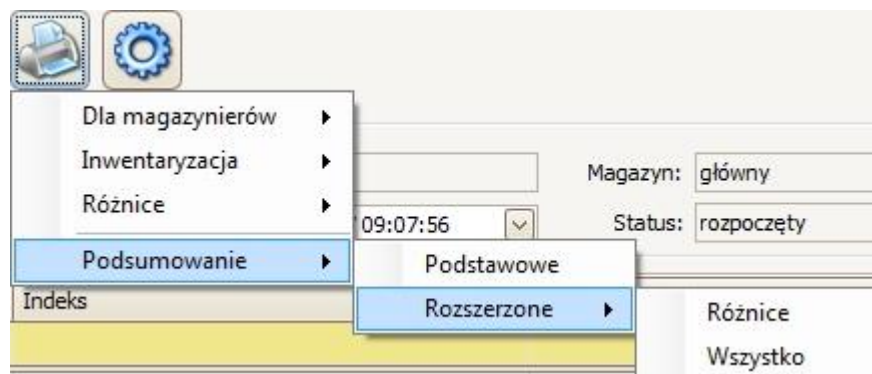 Dla magazynierów
Inwentaryzacja
Różnice
Podsumowanie
Magazyn: główny
09:07:56
Status: rozpoczęty
Podstawowe
Rozszerzone
Indeks
Różnice
Wszystko